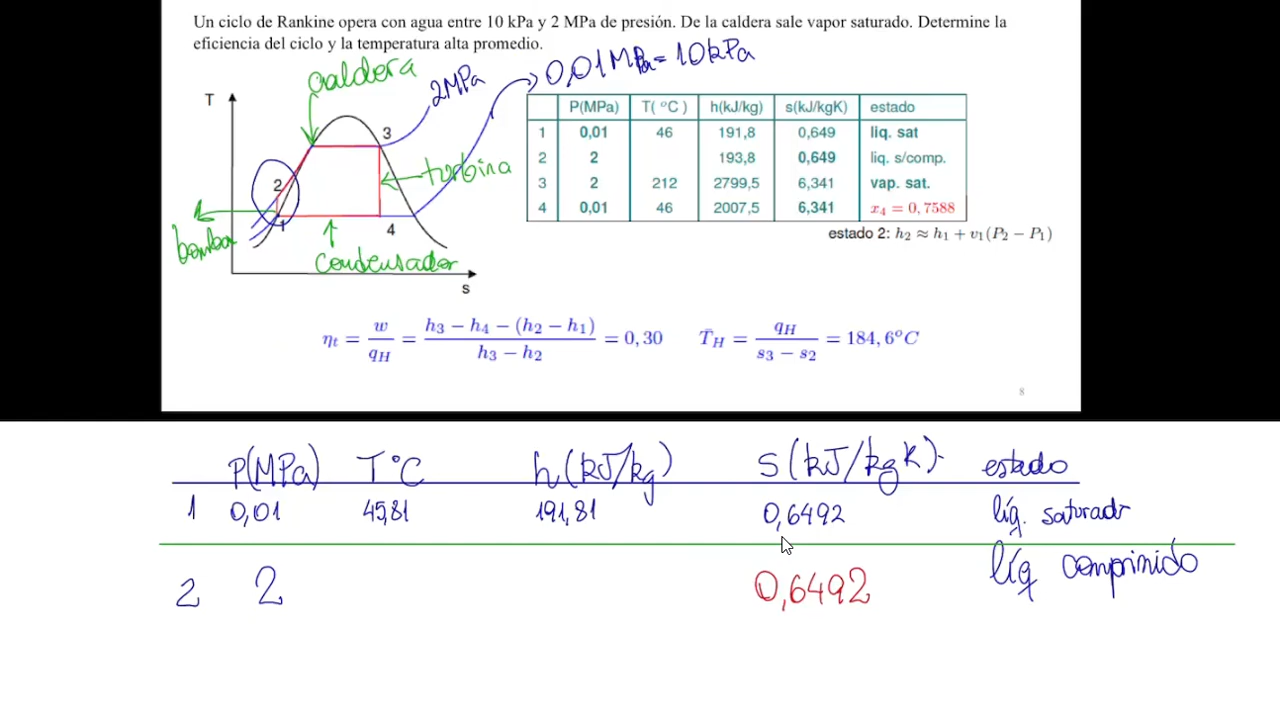 Un ciclo de Rankine opera con agua entre 10 kPa y 2 MPa de presión. De la caldera sale vapor saturado. Determine la
eficiencia del ciclo y la temperatura alta promedio.
0,01MPa=10kPa
caldera
2MPa
T
3
turbina
2
1
4
bomba
condensador
s
P(MPa) T( °C) h(kJ/kg) s(kJ/kgK) estado
1 0,01 46 191,8 0,649 liq. sat
2 2 193,8 0,649 liq. s/comp.
3 2 212 2799,5 6,341 vap. sat.
4 0,01 46 2007,5 6,341 x₄ = 0,7588
estado 2: h₂ ≈ h₁ + v₁(P₂ − P₁)
ηt = w/qH = (h₃ − h₄ − (h₂ − h₁))/(h₃ − h₂) = 0,30 T̄H = qH/(s₃ − s₂) = 184,6°C
8
P(MPa) T°C h(kJ/kg) s(kJ/kgK) estado
1 0,01 45,81 191,81 0,6492 líq. saturado
2 2 0,6492 líq comprimido